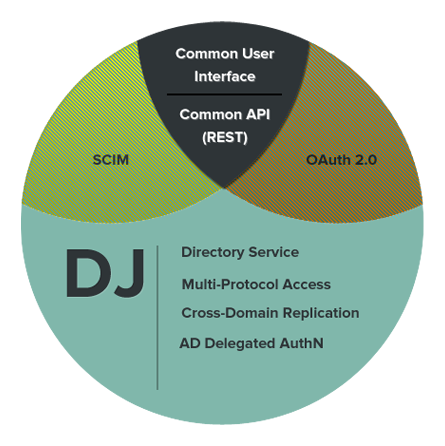 Common User
Interface
Common API
(REST)
SCIM
OAuth 2.0
DJ
Directory Service
Multi-Protocol Access
Cross-Domain Replication
AD Delegated AuthN